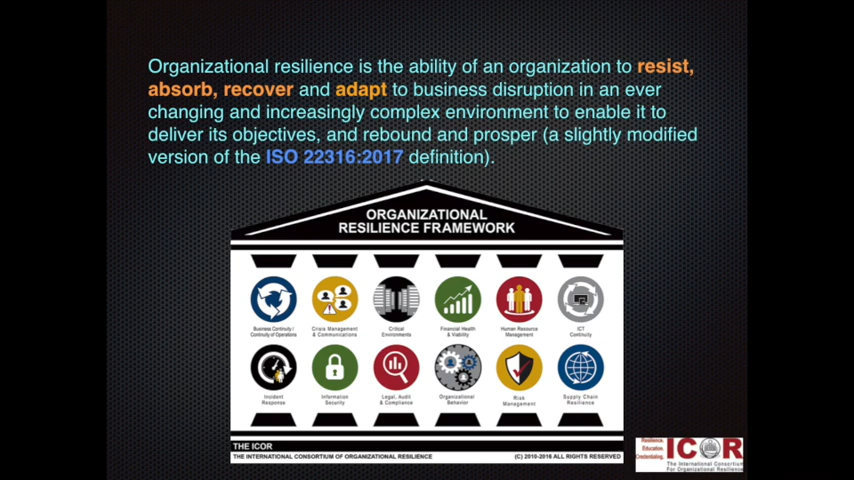 Organizational resilience is the ability of an organization to resist,
absorb, recover and adapt to business disruption in an ever
changing and increasingly complex environment to enable it to
deliver its objectives, and rebound and prosper (a slightly modified
version of the ISO 22316:2017 definition).
ORGANIZATIONAL
RESILIENCE FRAMEWORK
Business Continuity /
Continuity of Operations
Crisis Management
& Communications
Critical
Environments
Financial Health
& Viability
Human Resource
Management
ICT
Continuity
Incident
Response
Information
Security
Legal, Audit
& Compliance
Organizational
Behavior
Risk
Management
Supply Chain
Resilience
THE ICOR
THE INTERNATIONAL CONSORTIUM OF ORGANIZATIONAL RESILIENCE
(C) 2010-2016 ALL RIGHTS RESERVED
Resilience.
Education.
Credentialing.
ICOR
The International Consortium
For Organizational Resilience